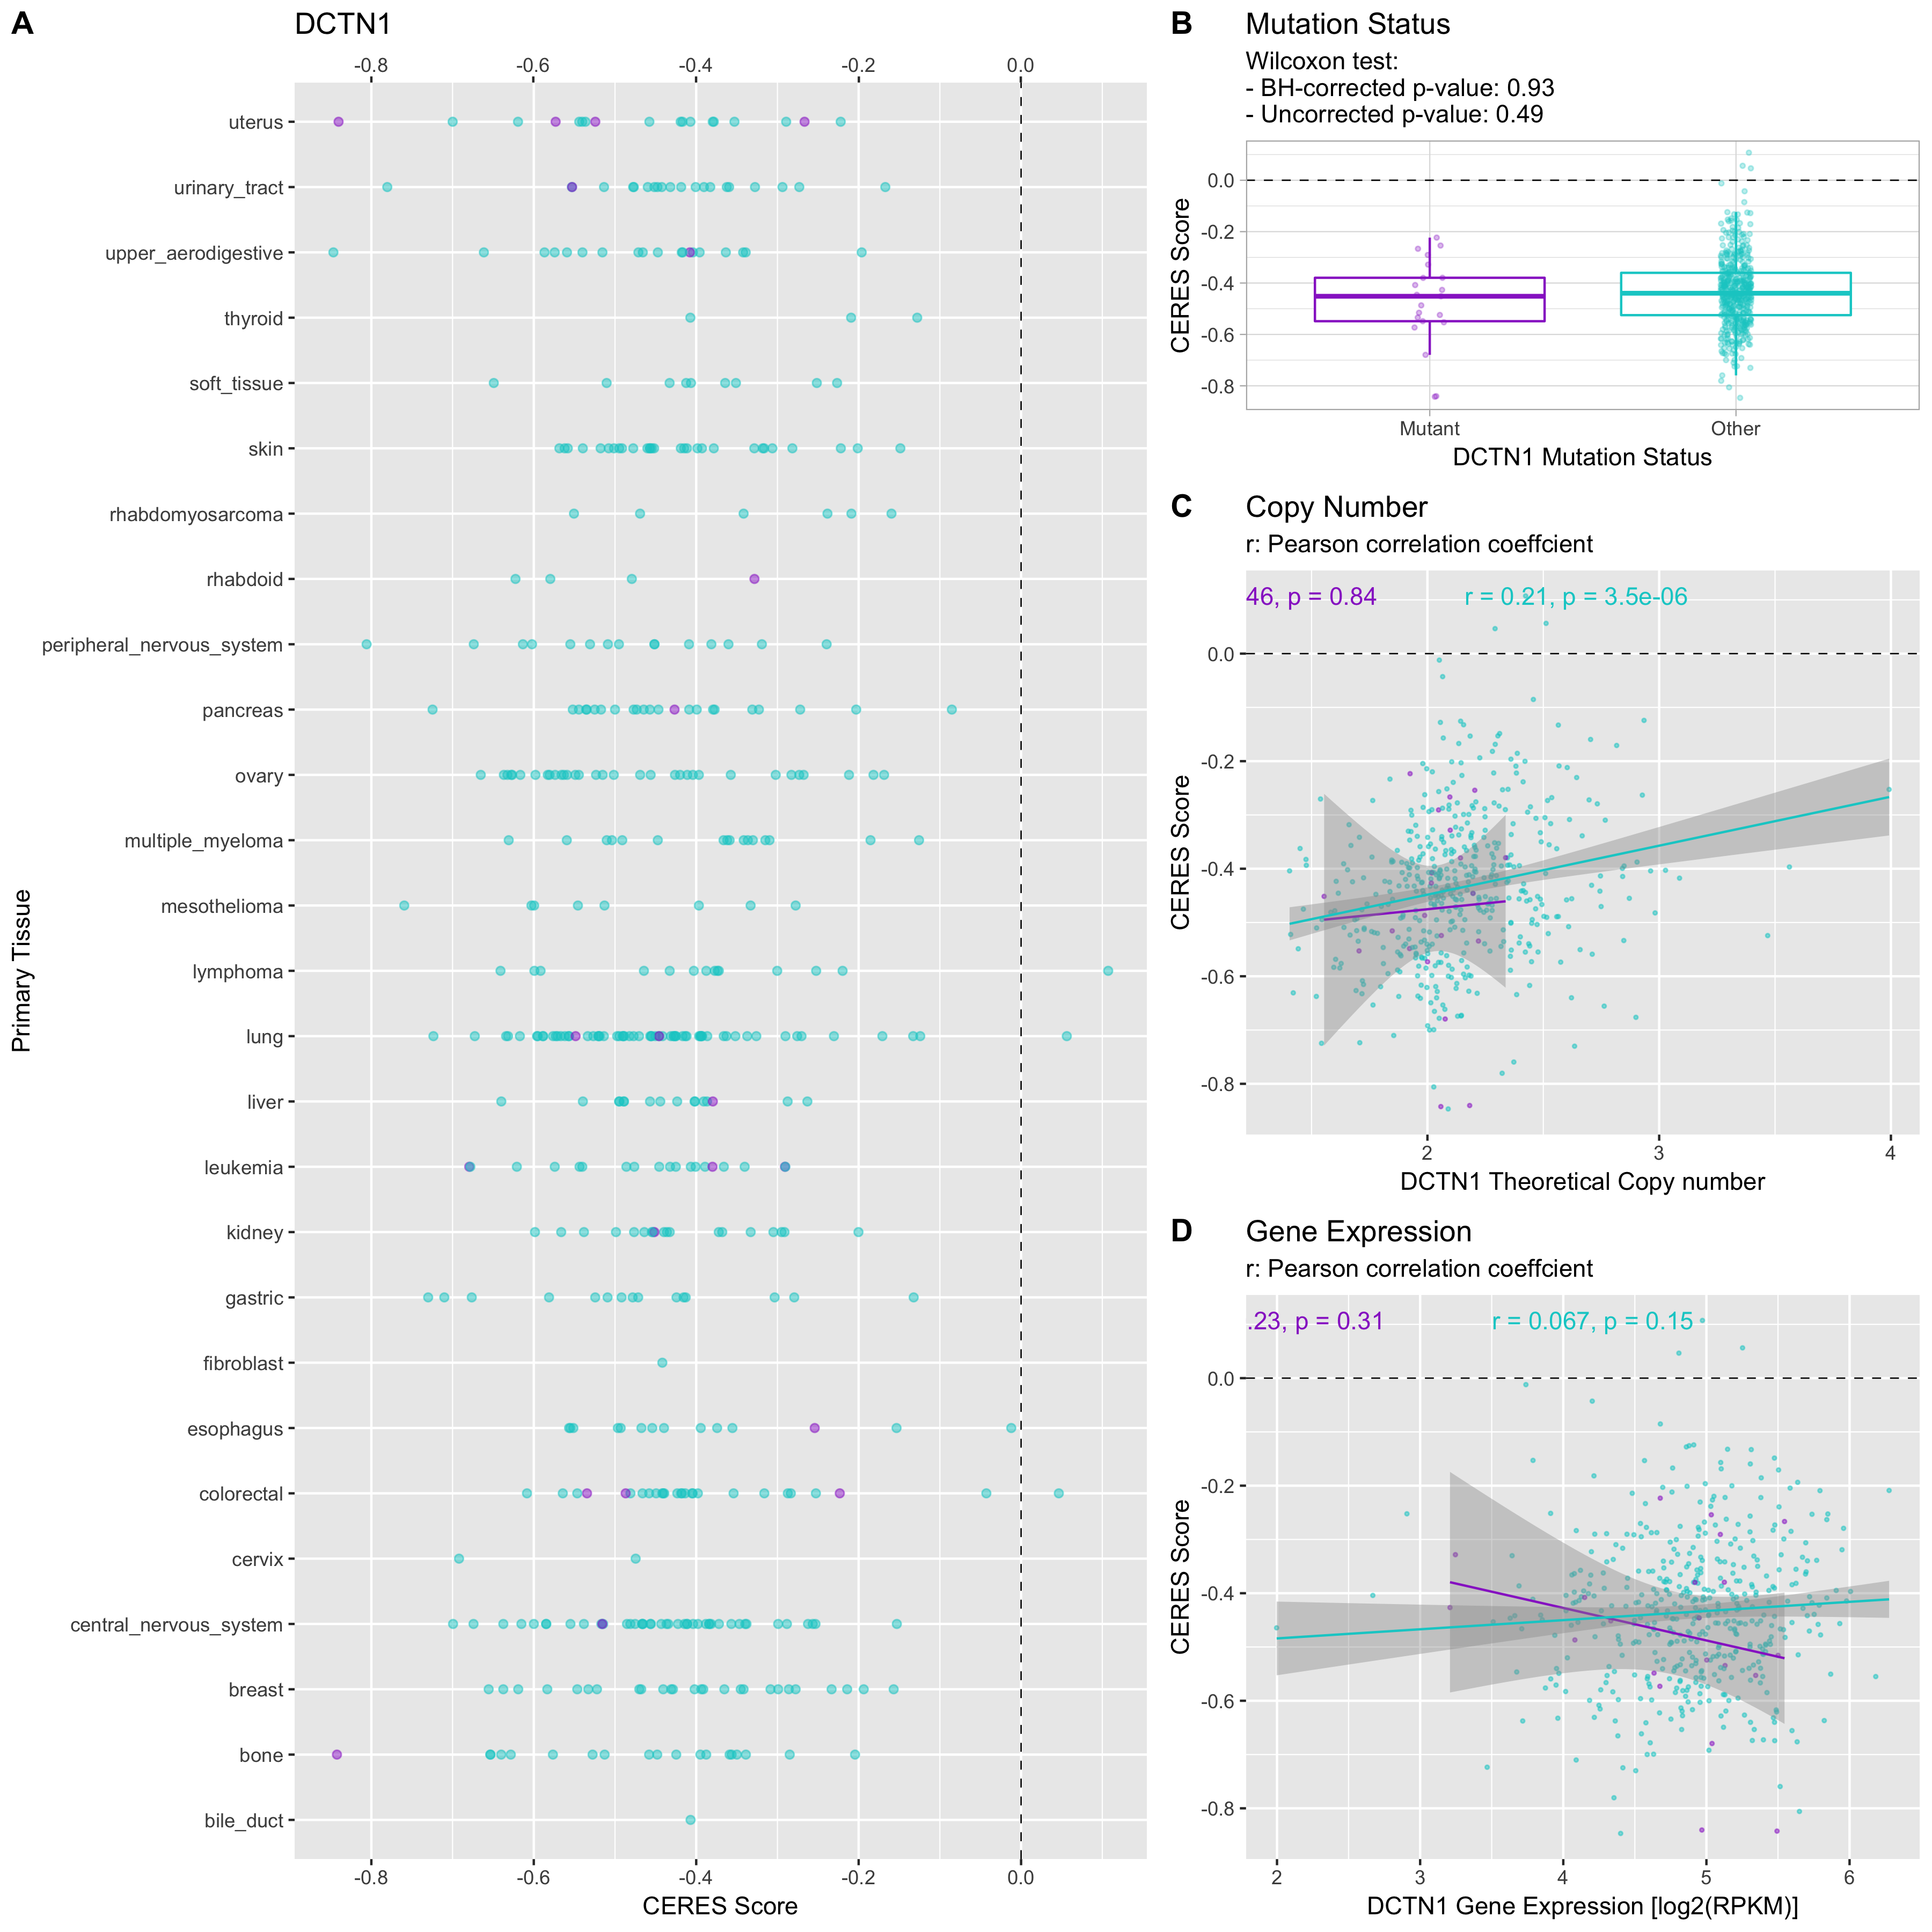 A
DCTN1
-0.8 -0.6 -0.4 -0.2 0.0
uterus
urinary_tract
upper_aerodigestive
thyroid
soft_tissue
skin
rhabdomyosarcoma
rhabdoid
peripheral_nervous_system
pancreas
ovary
multiple_myeloma
mesothelioma
lymphoma
lung
liver
leukemia
kidney
gastric
fibroblast
esophagus
colorectal
cervix
central_nervous_system
breast
bone
bile_duct
Primary Tissue
-0.8 -0.6 -0.4 -0.2 0.0
CERES Score
B
Mutation Status
Wilcoxon test:
- BH-corrected p-value: 0.93
- Uncorrected p-value: 0.49
0.0
-0.2
-0.4
-0.6
-0.8
CERES Score
Mutant Other
DCTN1 Mutation Status
C
Copy Number
r: Pearson correlation coeffcient
46, p = 0.84 r = 0.21, p = 3.5e-06
0.0
-0.2
-0.4
-0.6
-0.8
CERES Score
2 3 4
DCTN1 Theoretical Copy number
D
Gene Expression
r: Pearson correlation coeffcient
.23, p = 0.31 r = 0.067, p = 0.15
0.0
-0.2
-0.4
-0.6
-0.8
CERES Score
2 3 4 5 6
DCTN1 Gene Expression [log2(RPKM)]